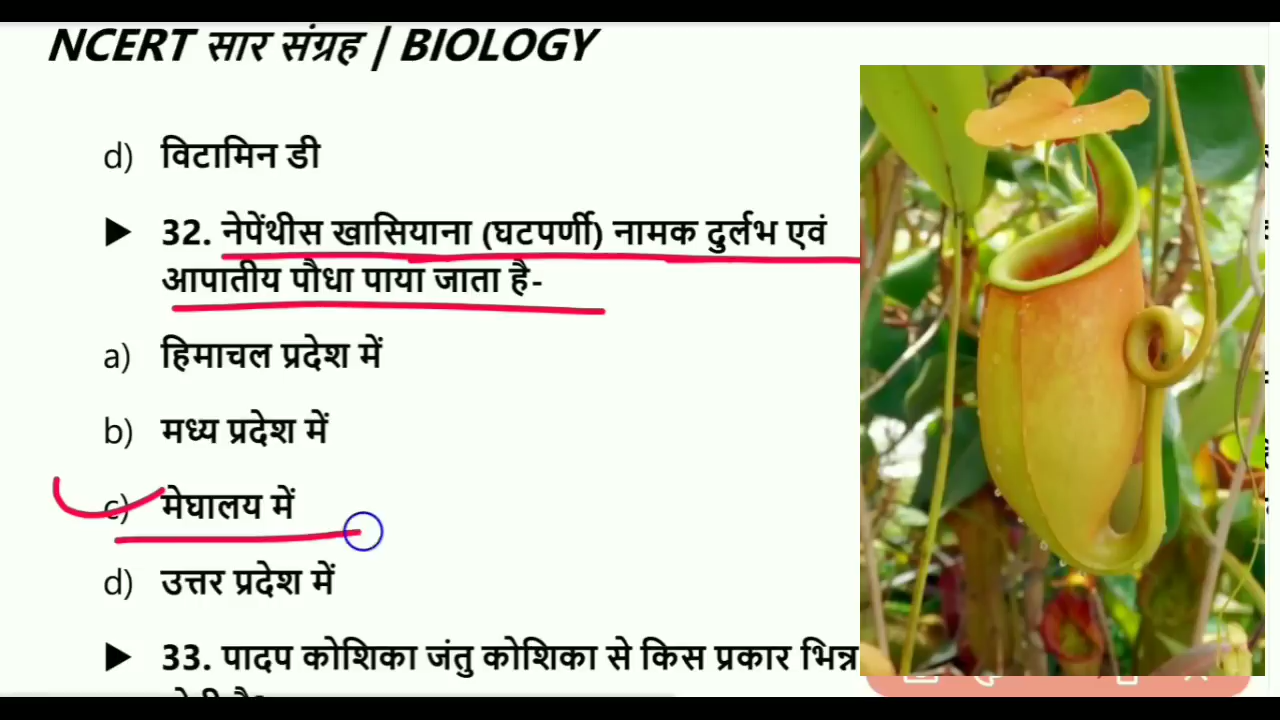 NCERT सार संग्रह | BIOLOGY
d) विटामिन डी
▶ 32. नेपेंथीस खासियाना (घटपर्णी) नामक दुर्लभ एवं
आपातीय पौधा पाया जाता है-
a) हिमाचल प्रदेश में
b) मध्य प्रदेश में
c) मेघालय में
d) उत्तर प्रदेश में
▶ 33. पादप कोशिका जंतु कोशिका से किस प्रकार भिन्न